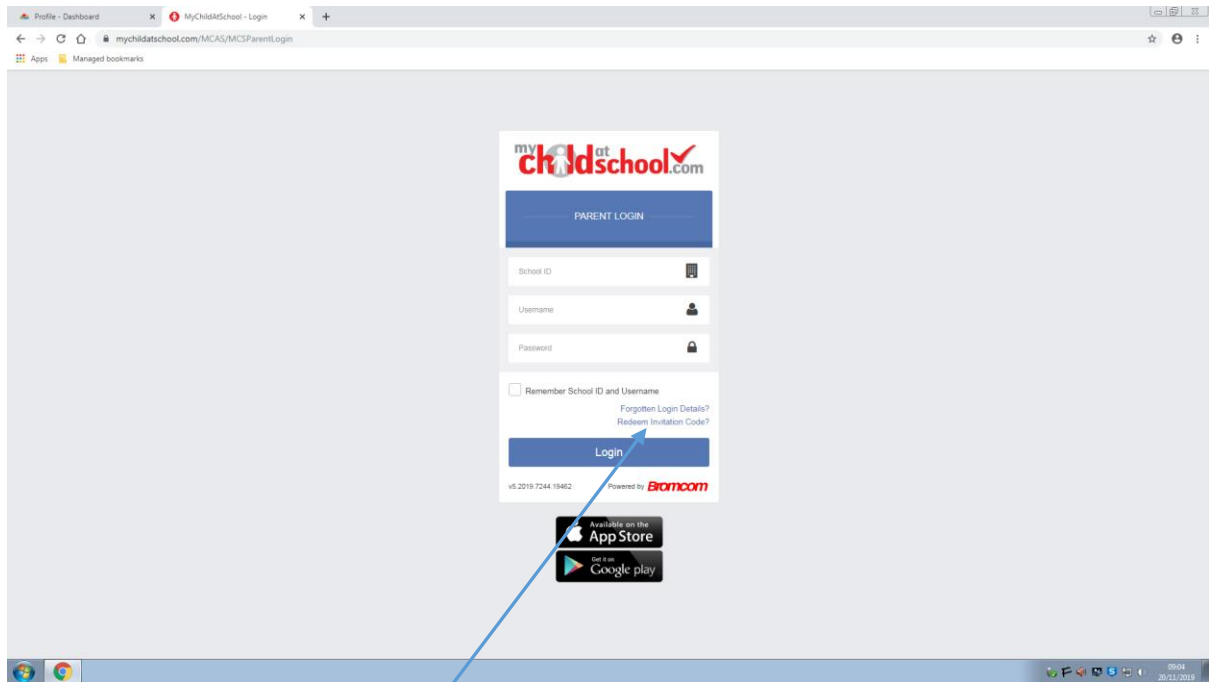 Profile - Dashboard
MyChildAtSchool - Login
mychildatschool.com/MCAS/MCSParentLogin
Apps
Managed bookmarks
my child at school.com
PARENT LOGIN
School ID
Username
Password
Remember School ID and Username
Forgotten Login Details?
Redeem Invitation Code?
Login
v5.2019.7244.19462
Powered by Bromcom
Available on the
App Store
Get it on
Google play
09:04
20/11/2019